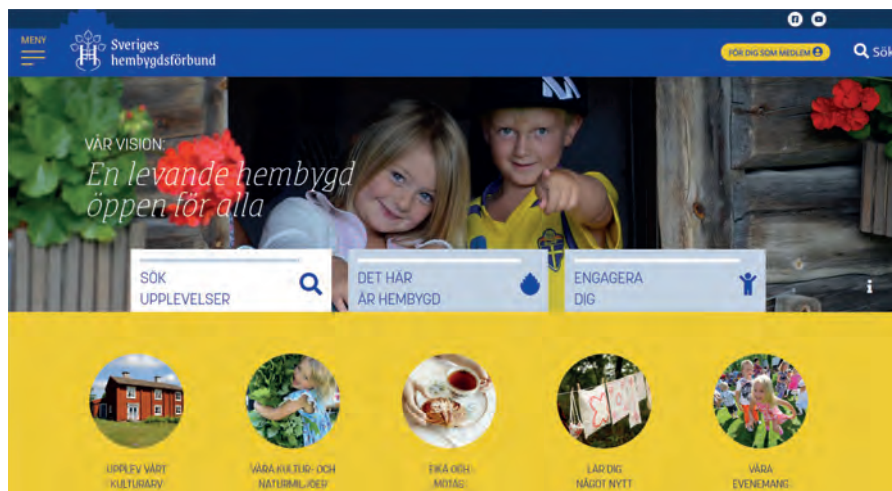 MENY
Sveriges
hembygdsförbund
FÖR DIG SOM MEDLEM
Sök
VÅR VISION:
En levande hembygd
öppen för alla
SÖK
UPPLEVELSER
DET HÄR
ÄR HEMBYGD
ENGAGERA
DIG
UPPLEV VÅRT
KULTURARV
VÅRA KULTUR- OCH
NATURMILJÖER
FIKA OCH
MÖTAS
LÄR DIG
NÅGOT NYTT
VÅRA
EVENEMANG